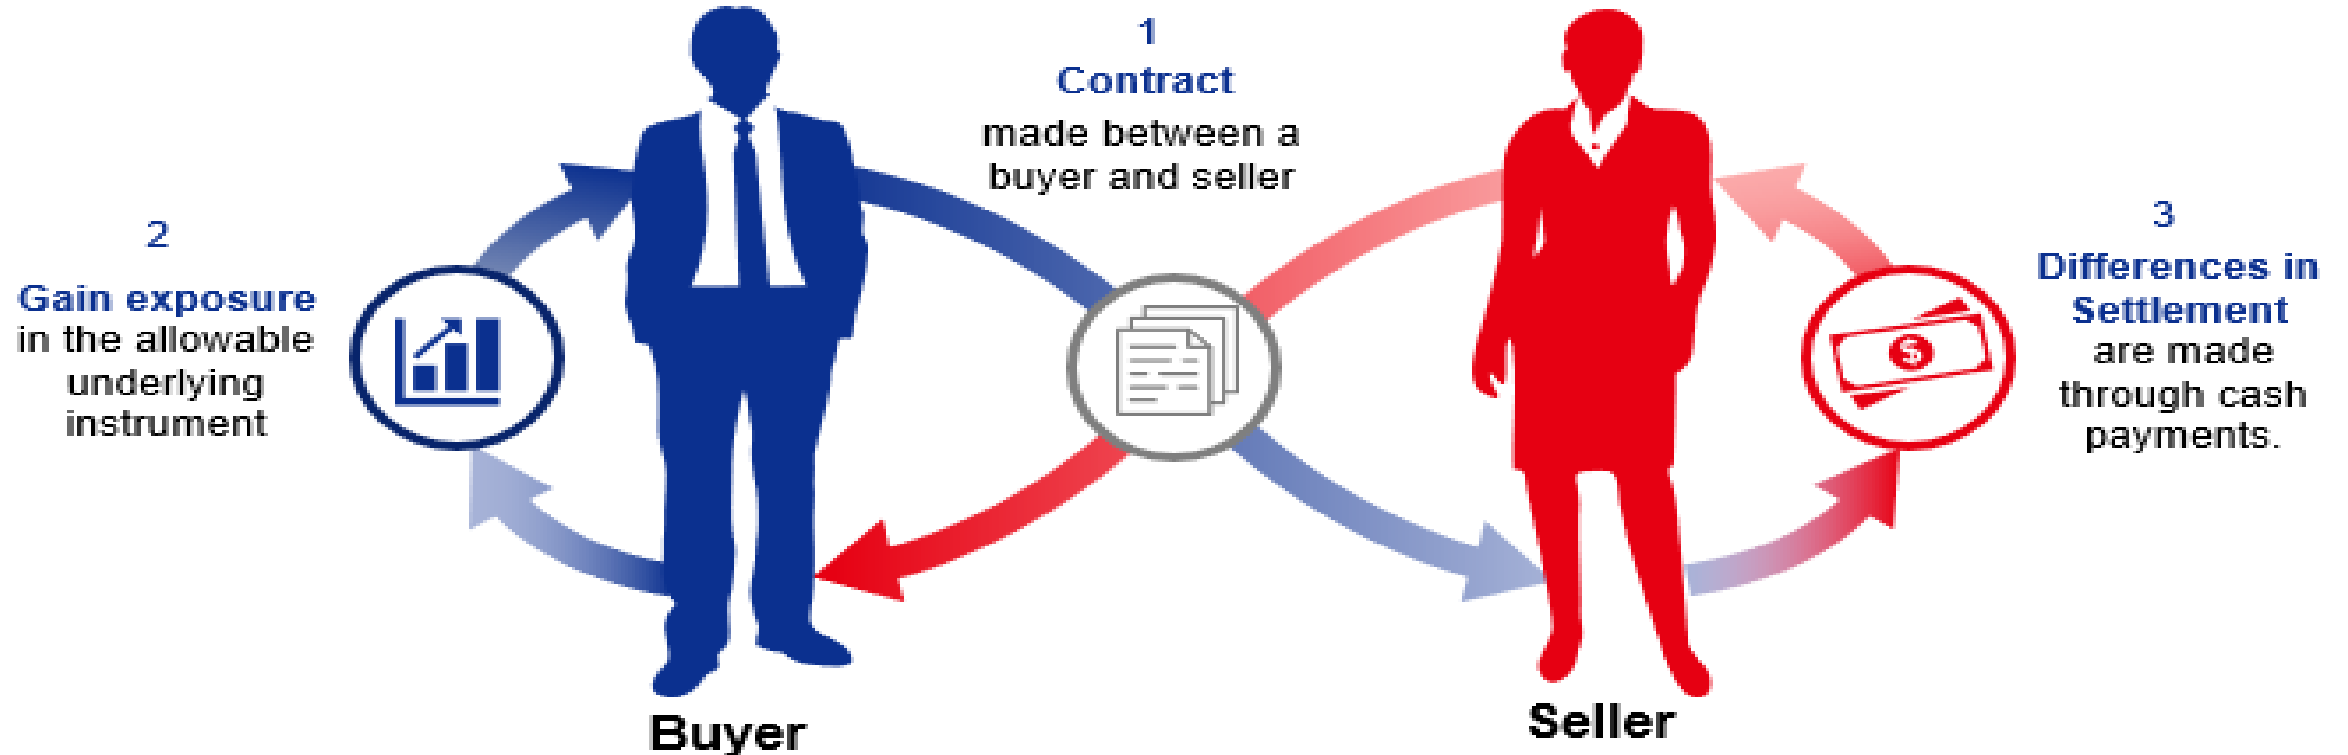 1
Contract
made between a
buyer and seller
2
Gain exposure
in the allowable
underlying
instrument
3
Differences in
Settlement
are made
through cash
payments.
$
Buyer
Seller